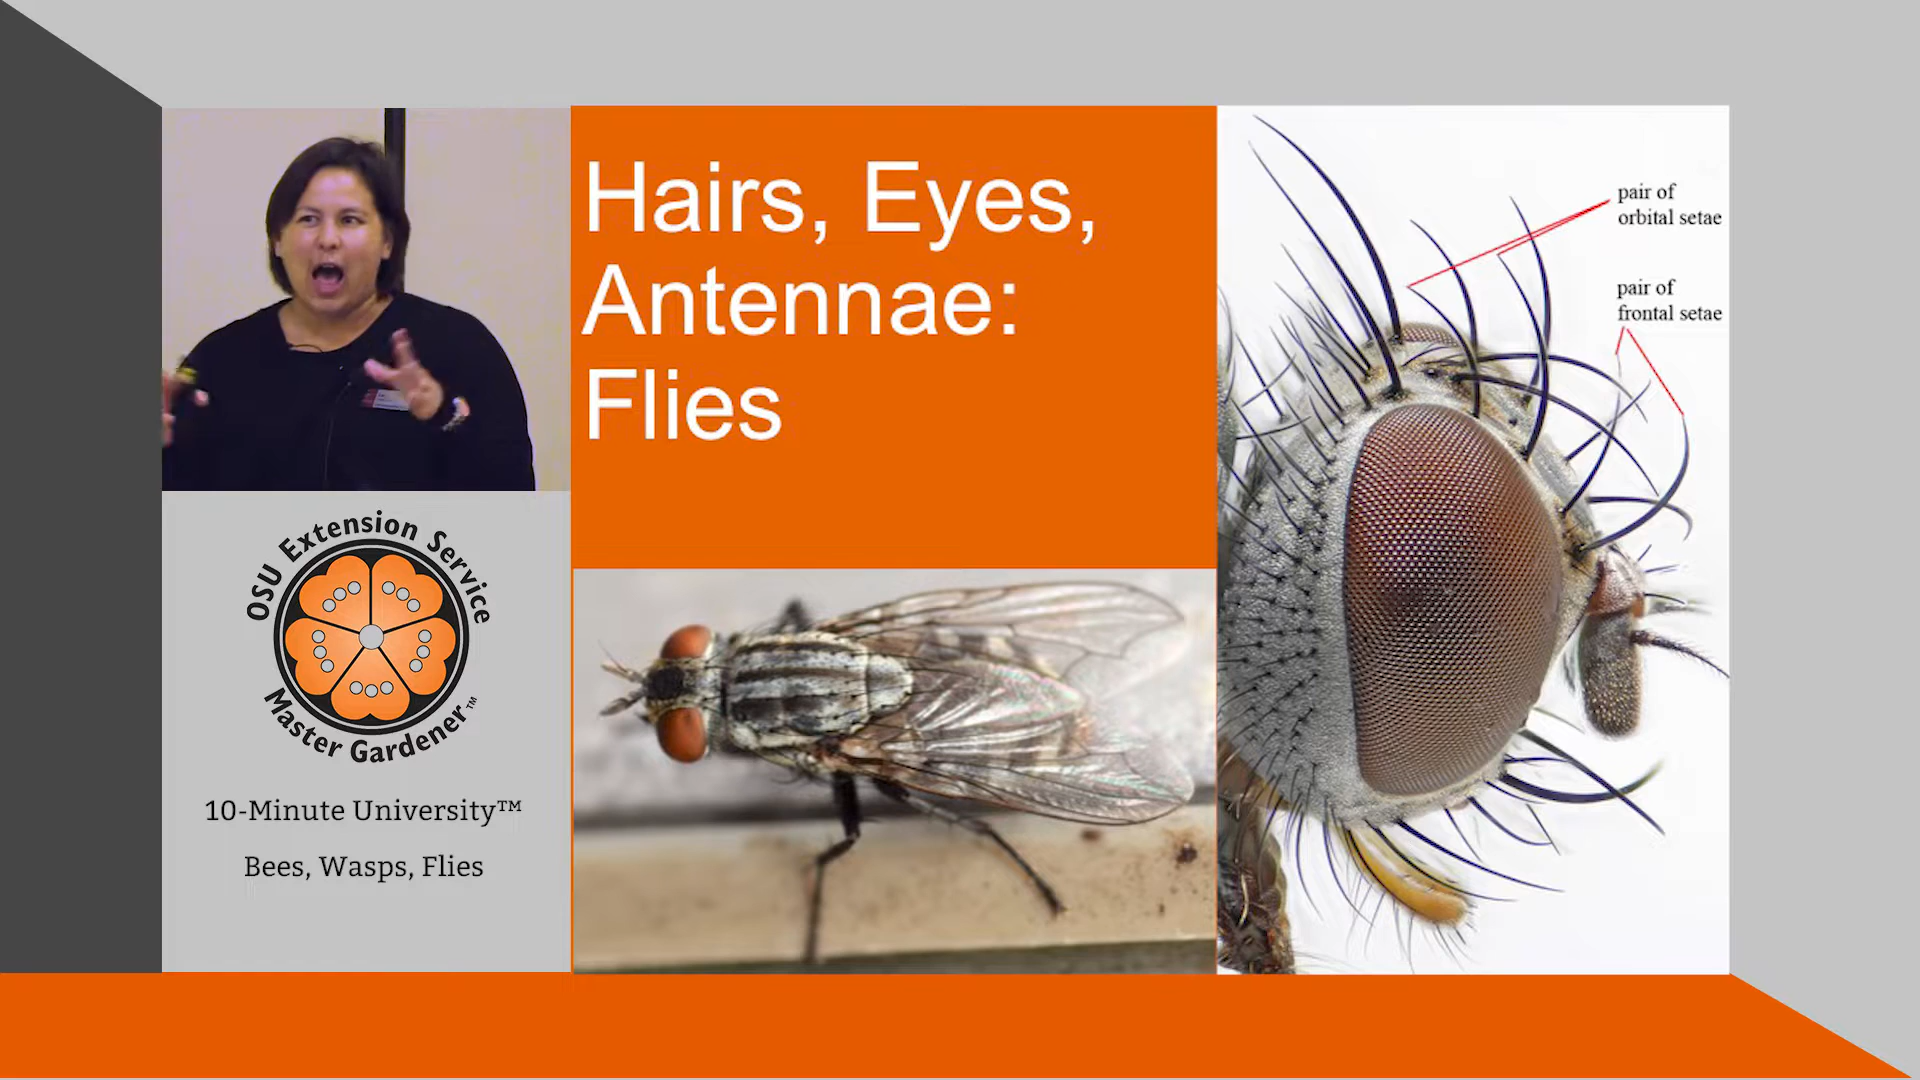 Hairs, Eyes,
Antennae:
Flies
pair of
orbital setae
pair of
frontal setae
OSU Extension Service
Master Gardener™
10-Minute University™
Bees, Wasps, Flies